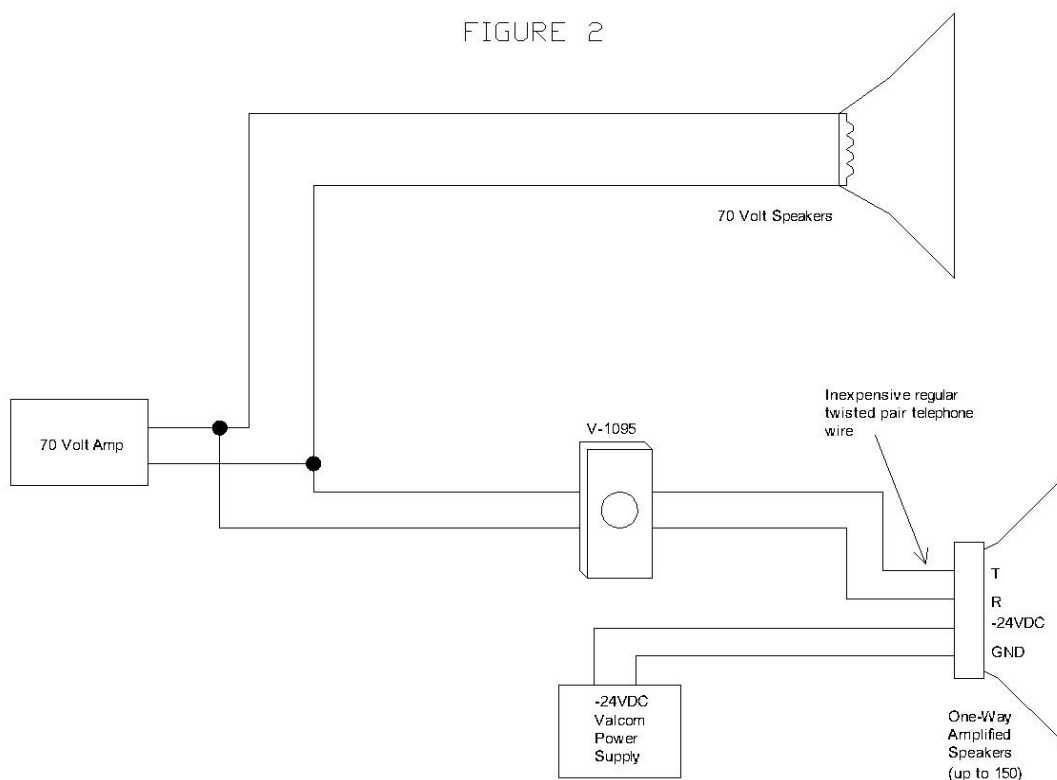 FIGURE 2
70 Volt Speakers
70 Volt Amp
V-1095
Inexpensive regular
twisted pair telephone
wire
T
R
-24VDC
GND
-24VDC
Valcom
Power
Supply
One-Way
Amplified
Speakers
(up to 150)